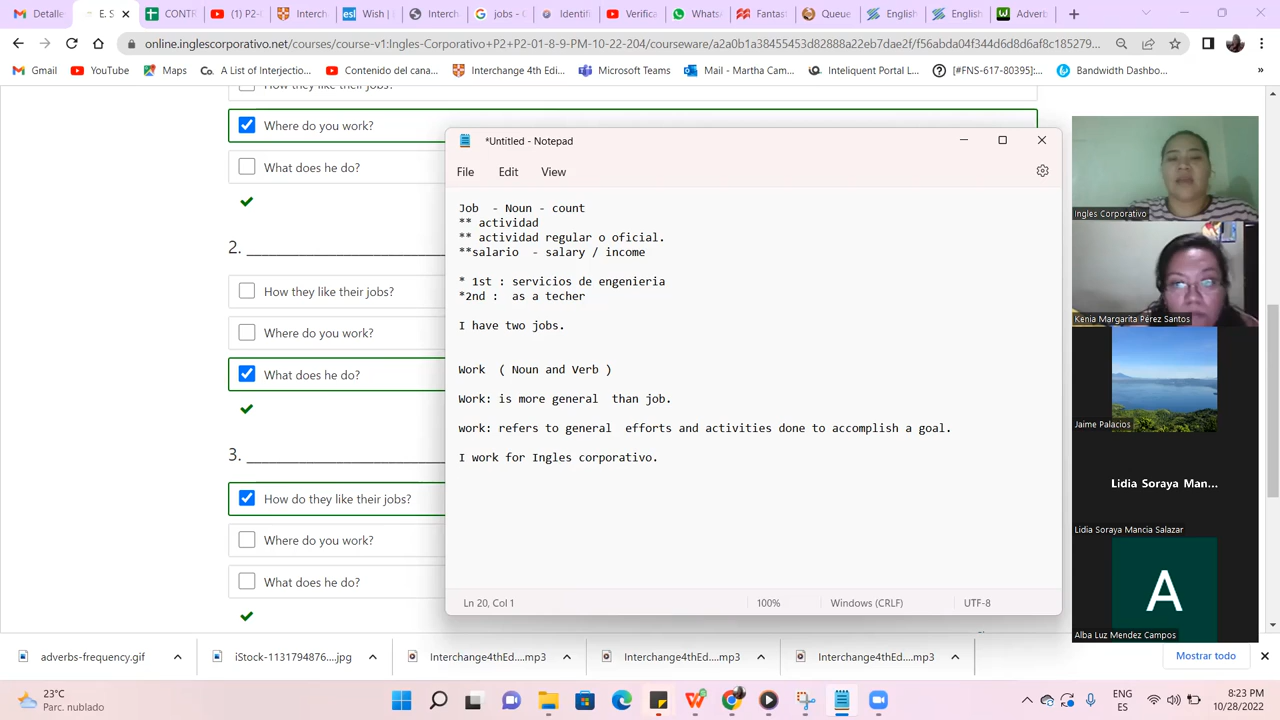 Detail
E. S
CONTR
(1) P2-
Interch
Wish |
Interch
jobs -
Iden
Verifica
WhatsA
Fantas
Que
English
English
Adverb
online.inglescorporativo.net/courses/course-v1:Ingles-Corporativo+P2+P2-01-8-9-PM-10-22-204/courseware/a2a0b1a38455453d82888a22eb7dae2f/f56abda04f344d6d8d6af8c185279...
Gmail
YouTube
Maps
A List of Interjectio...
Contenido del cana...
Interchange 4th Edi...
Microsoft Teams
Mail - Martha Cam...
Inteliquent Portal L...
[#FNS-617-80395]:...
Bandwidth Dashbo...
»
How they like their jobs?
Where do you work?
What does he do?
2.
How they like their jobs?
Where do you work?
What does he do?
3.
How do they like their jobs?
Where do you work?
What does he do?
*Untitled - Notepad
File Edit View
Job - Noun - count
** actividad
** actividad regular o oficial.
**salario - salary / income
* 1st : servicios de engenieria
*2nd : as a techer
I have two jobs.
Work ( Noun and Verb )
Work: is more general than job.
work: refers to general efforts and activities done to accomplish a goal.
I work for Ingles corporativo.
Ln 20, Col 1
100%
Windows (CRLF)
UTF-8
Ingles Corporativo
Kenia Margarita Perez Santos
Jaime Palacios
Lidia Soraya Man...
Lidia Soraya Mancia Salazar
A
Alba Luz Mendez Campos
adverbs-frequency.gif
iStock-1131794876....jpg
Interchange4thEd....mp3
Interchange4thEd....mp3
Interchange4thEd....mp3
Mostrar todo
23°C
Parc. nublado
ENG
ES
8:23 PM
10/28/2022